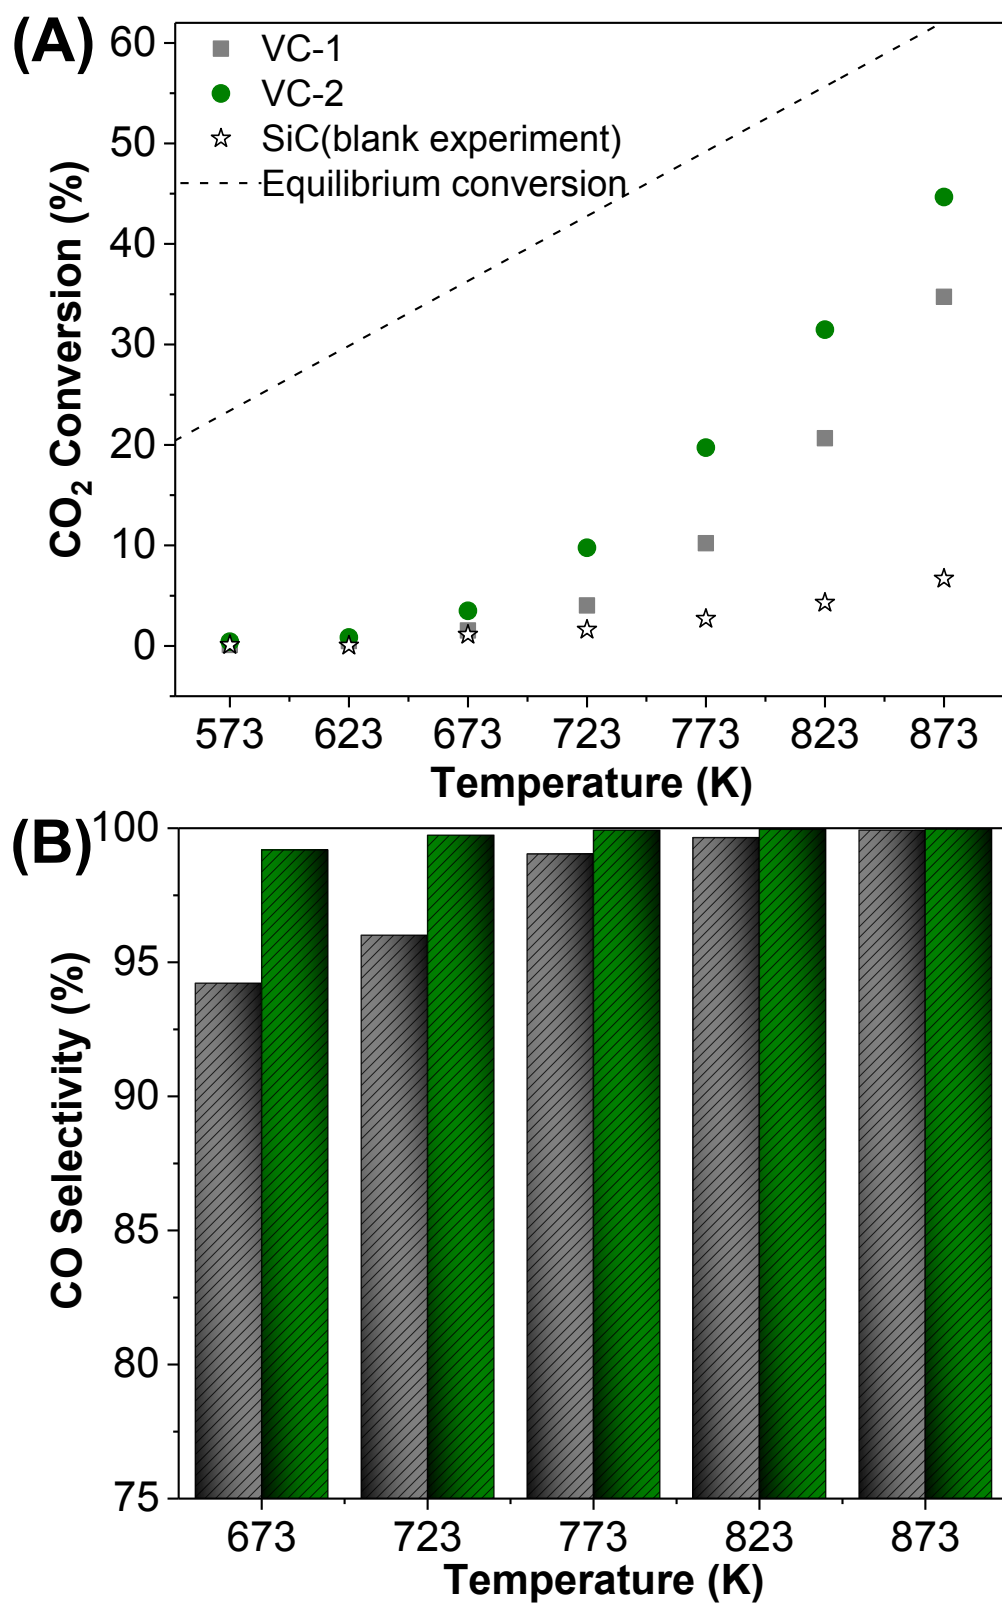 (A)
60
50
40
30
20
10
0
CO₂ Conversion (%)
VC-1
VC-2
SiC(blank experiment)
Equilibrium conversion
573 623 673 723 773 823 873
Temperature (K)
(B)
100
95
90
85
80
75
CO Selectivity (%)
673 723 773 823 873
Temperature (K)